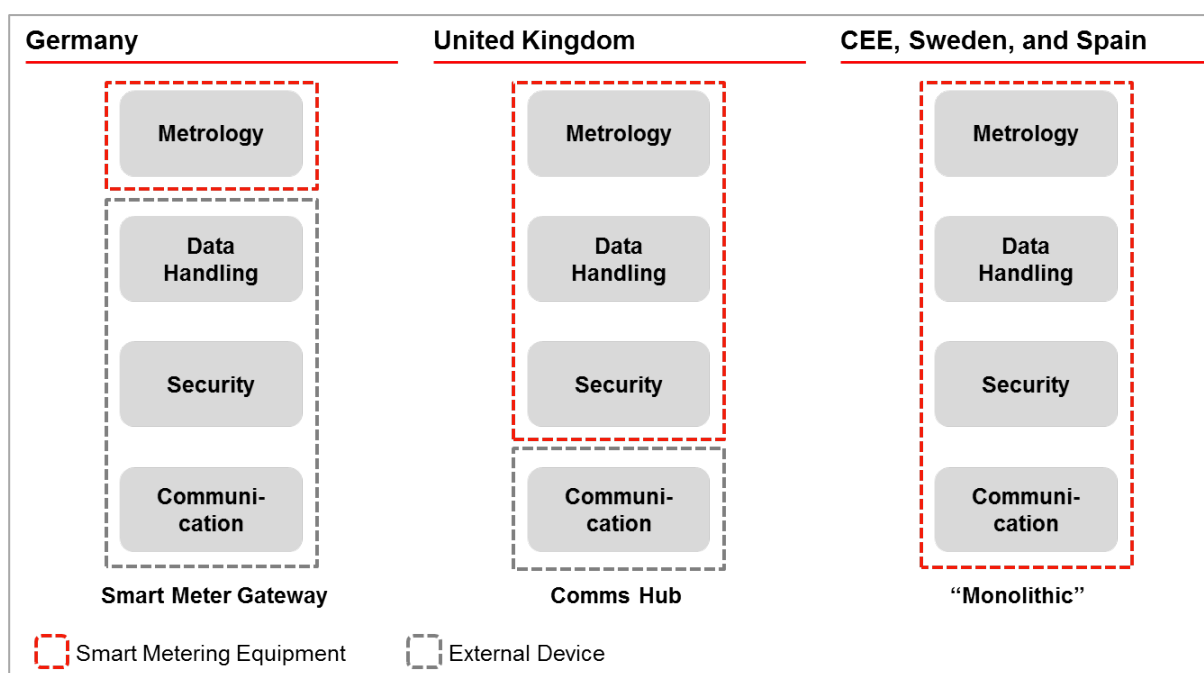 Germany
Metrology
Data
Handling
Security
Communi-
cation
Smart Meter Gateway
United Kingdom
Metrology
Data
Handling
Security
Communi-
cation
Comms Hub
CEE, Sweden, and Spain
Metrology
Data
Handling
Security
Communi-
cation
“Monolithic”
Smart Metering Equipment
External Device